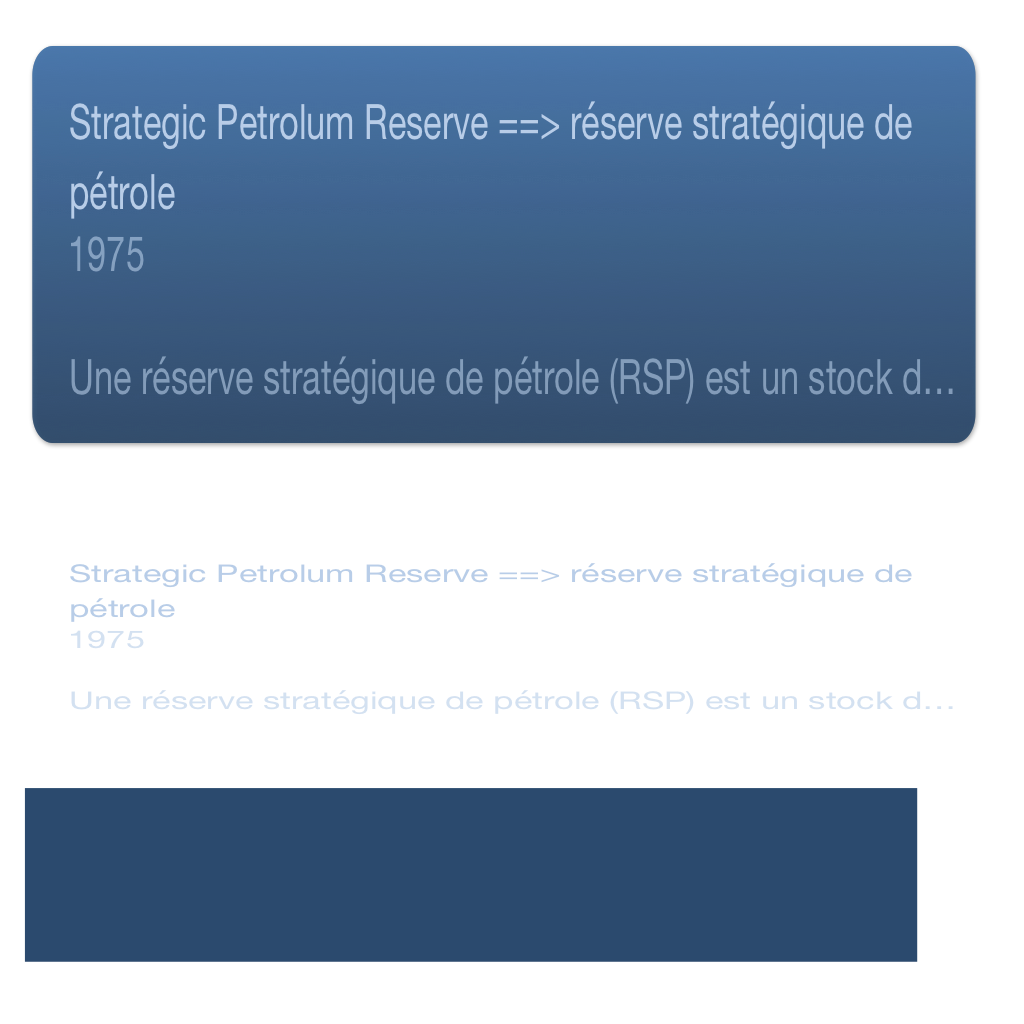 Strategic Petrolum Reserve ==> réserve stratégique de
pétrole
1975
Une réserve stratégique de pétrole (RSP) est un stock d...
Strategic Petrolum Reserve ==> réserve stratégique de
pétrole
1975
Une réserve stratégique de pétrole (RSP) est un stock d...